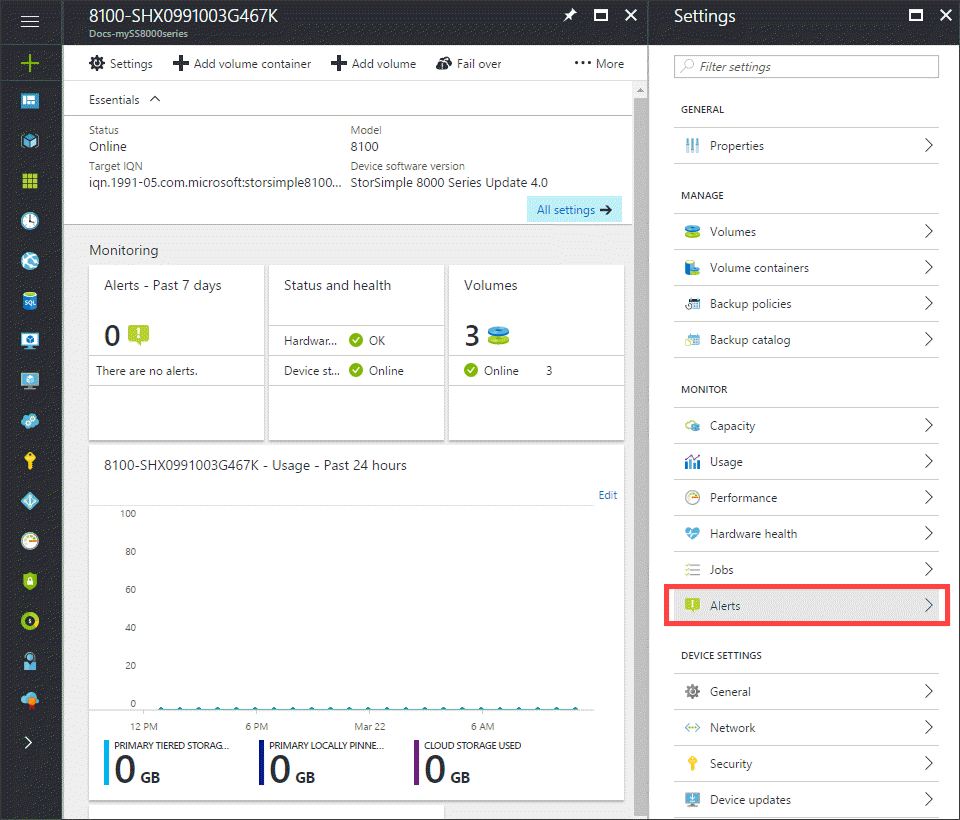 8100-SHX0991003G467K
Docs-mySS8000series
Settings
Add volume container
Add volume
Fail over
••• More
Essentials
Status
Online
Model
8100
Target IQN
iqn.1991-05.com.microsoft:storsimple8100...
Device software version
StorSimple 8000 Series Update 4.0
All settings
Monitoring
Alerts - Past 7 days
0
There are no alerts.
Status and health
Hardwar... OK
Device st... Online
Volumes
3
Online 3
8100-SHX0991003G467K - Usage - Past 24 hours
Edit
100
80
60
40
20
0
12 PM 6 PM Mar 22 6 AM
PRIMARY TIERED STORAG...
0 GB
PRIMARY LOCALLY PINNE...
0 GB
CLOUD STORAGE USED
0 GB
SQL
Settings
Filter settings
GENERAL
Properties
MANAGE
Volumes
Volume containers
Backup policies
Backup catalog
MONITOR
Capacity
Usage
Performance
Hardware health
Jobs
Alerts
DEVICE SETTINGS
General
Network
Security
Device updates